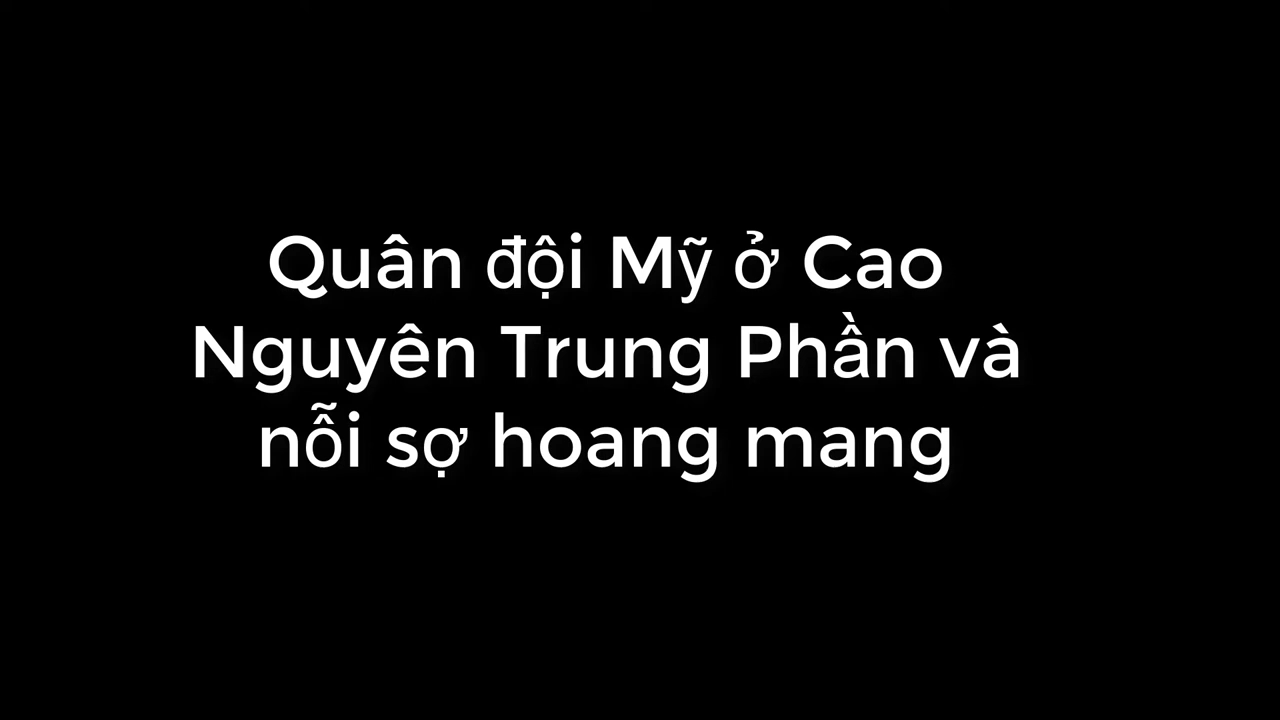 Quân đội Mỹ ở Cao
Nguyên Trung Phần và
nỗi sợ hoang mang